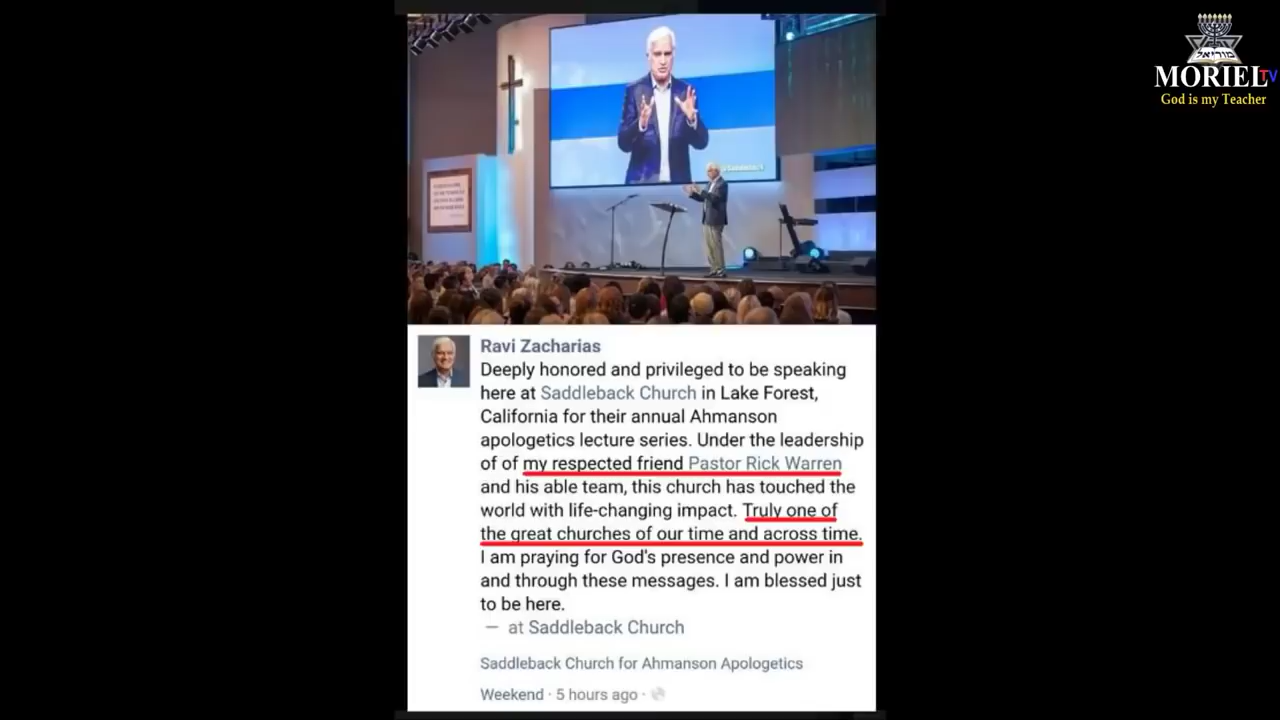 מוריאל
MORIELTV
God is my Teacher
Ravi Zacharias
Deeply honored and privileged to be speaking
here at Saddleback Church in Lake Forest,
California for their annual Ahmanson
apologetics lecture series. Under the leadership
of of my respected friend Pastor Rick Warren
and his able team, this church has touched the
world with life-changing impact. Truly one of
the great churches of our time and across time.
I am praying for God's presence and power in
and through these messages. I am blessed just
to be here.
— at Saddleback Church
Saddleback Church for Ahmanson Apologetics
Weekend · 5 hours ago ·